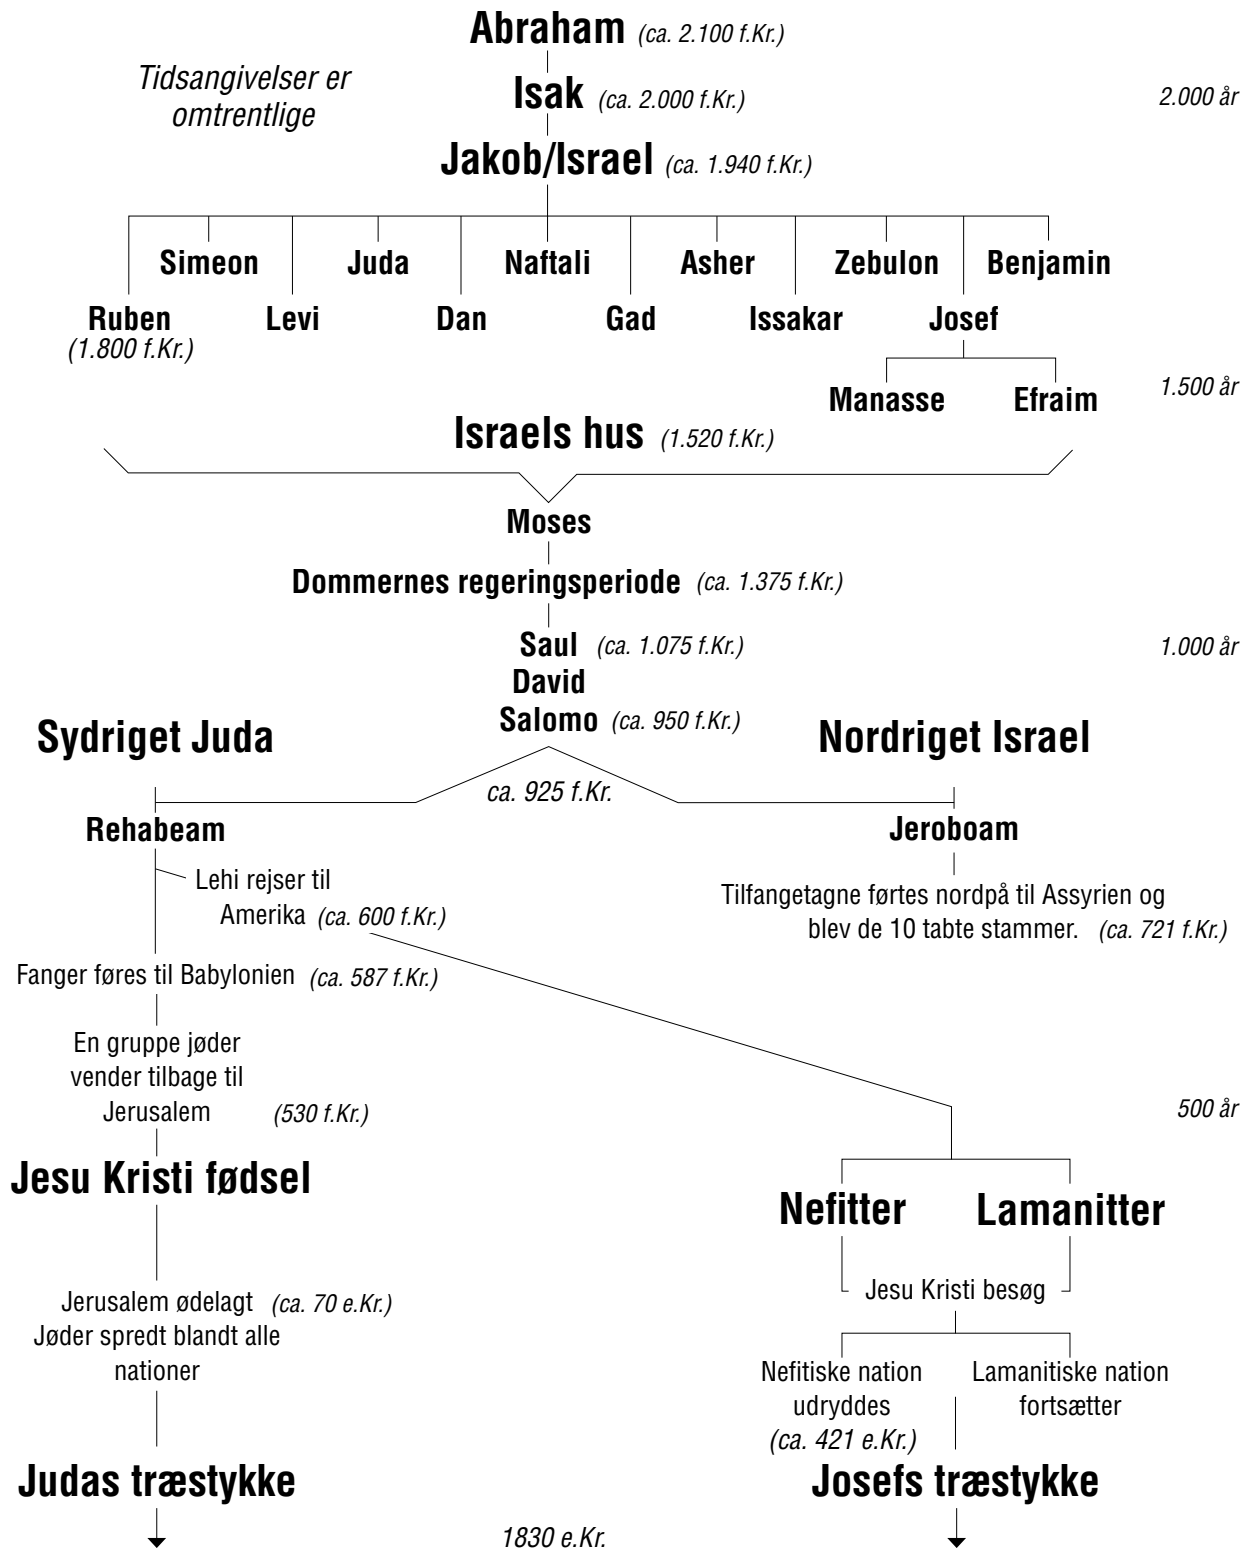 Abraham (ca. 2.100 f.Kr.)
Tidsangivelser er
omtrentlige
Isak (ca. 2.000 f.Kr.)
2.000 år
Jakob/Israel (ca. 1.940 f.Kr.)
Simeon Juda Naftali Asher Zebulon Benjamin
Ruben Levi Dan Gad Issakar Josef
(1.800 f.Kr.)
Manasse Efraim
1.500 år
Israels hus (1.520 f.Kr.)
Moses
Dommernes regeringsperiode (ca. 1.375 f.Kr.)
Saul (ca. 1.075 f.Kr.)
1.000 år
David
Salomo (ca. 950 f.Kr.)
Sydriget Juda
Nordriget Israel
ca. 925 f.Kr.
Rehabeam
Jeroboam
Lehi rejser til
Amerika (ca. 600 f.Kr.)
Tilfangetagne førtes nordpå til Assyrien og
blev de 10 tabte stammer. (ca. 721 f.Kr.)
Fanger føres til Babylonien (ca. 587 f.Kr.)
En gruppe jøder
vender tilbage til
Jerusalem (530 f.Kr.)
500 år
Jesu Kristi fødsel
Nefitter Lamanitter
Jesu Kristi besøg
Jerusalem ødelagt (ca. 70 e.Kr.)
Jøder spredt blandt alle
nationer
Nefitiske nation
udryddes
(ca. 421 e.Kr.)
Lamanitiske nation
fortsætter
Judas træstykke
Josefs træstykke
1830 e.Kr.